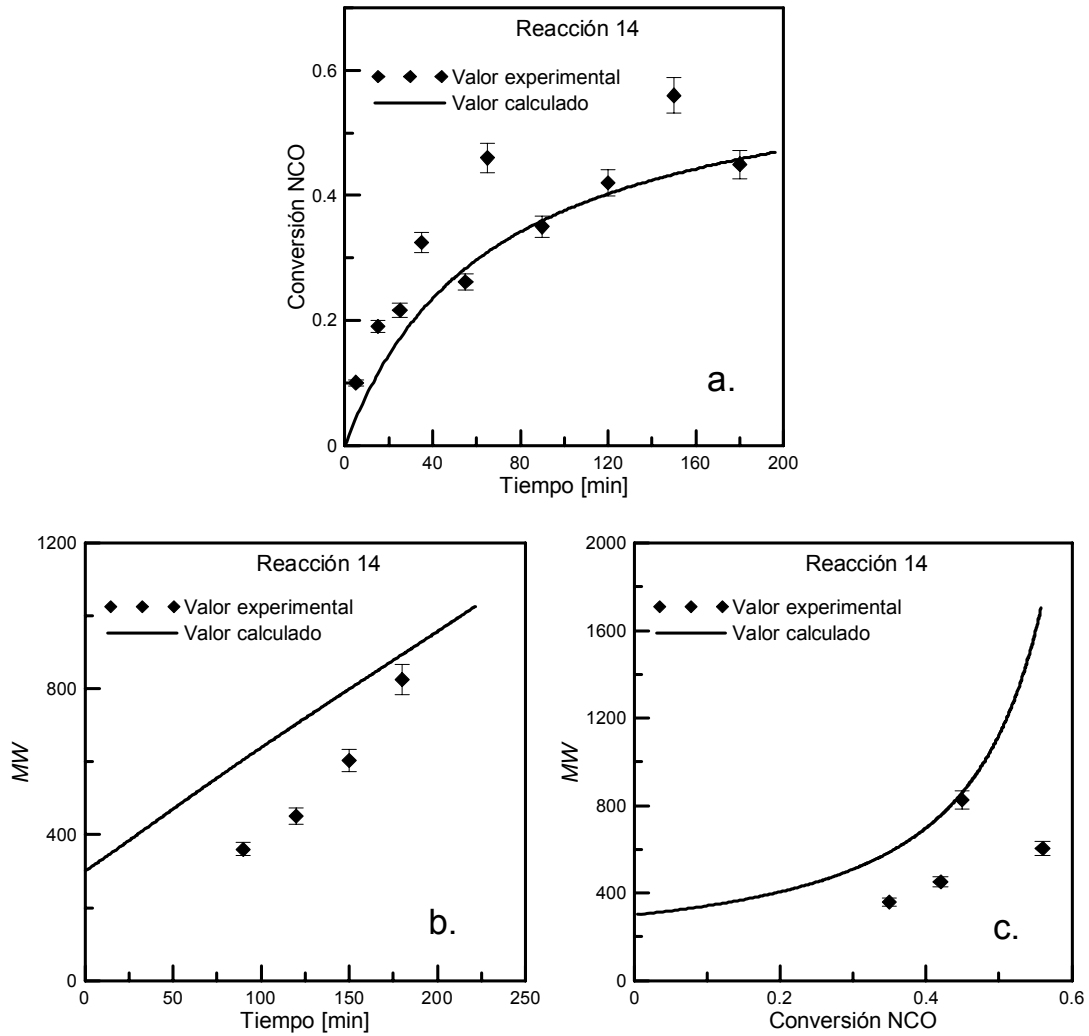 Reacción 14
Valor experimental
Valor calculado
Conversión NCO
0.6
0.4
0.2
0
0 40 80 120 160 200
Tiempo [min]
a.
Reacción 14
Valor experimental
Valor calculado
MW
1200
800
400
0
0 50 100 150 200 250
Tiempo [min]
b.
Reacción 14
Valor experimental
Valor calculado
MW
2000
1600
1200
800
400
0
0 0.2 0.4 0.6
Conversión NCO
c.